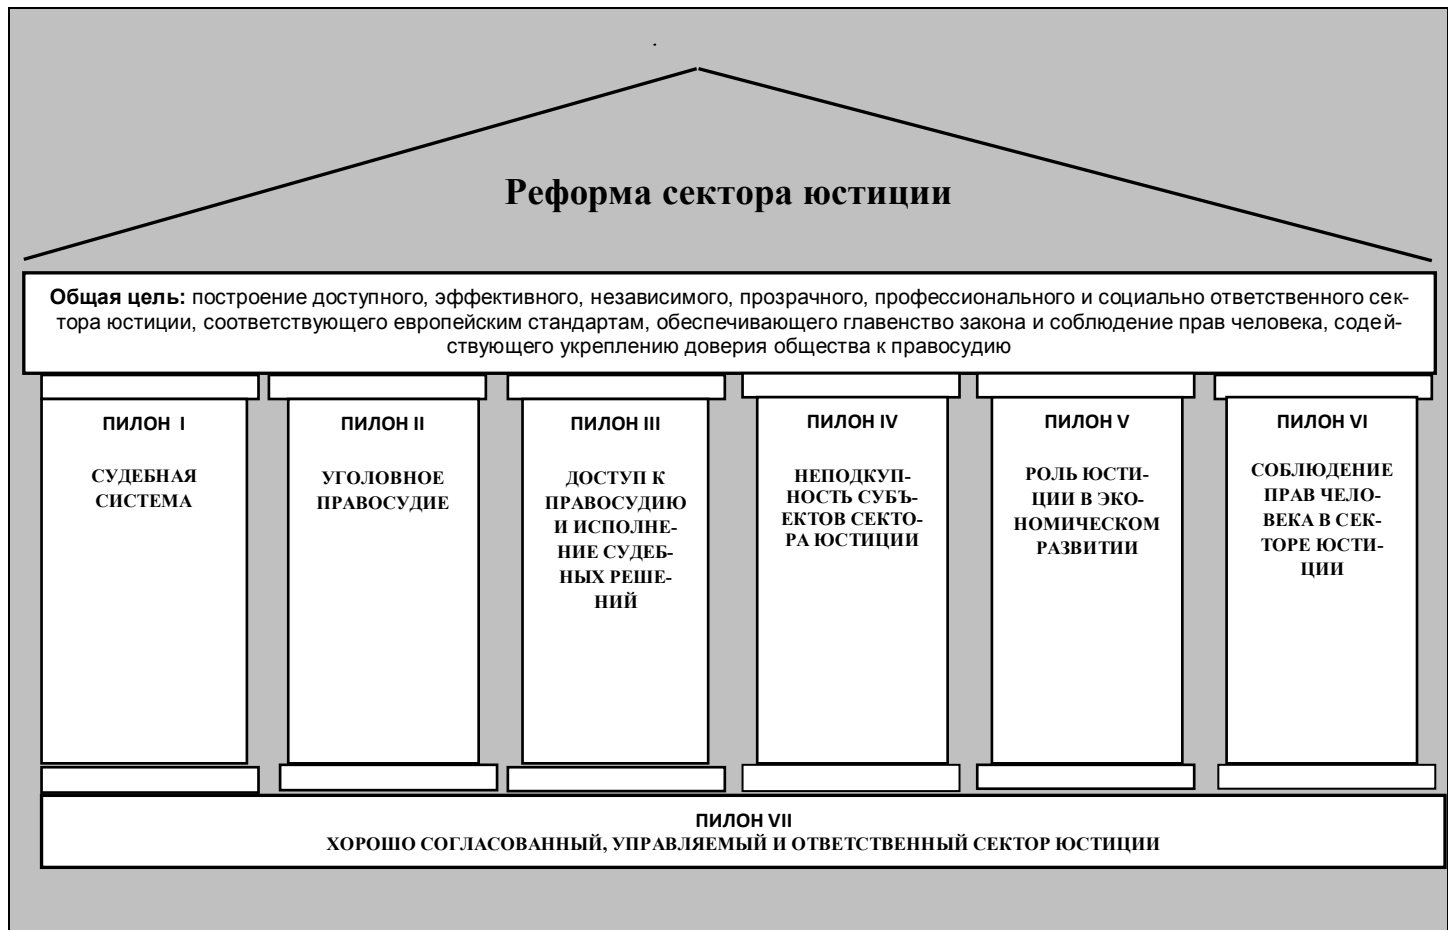 Реформа сектора юстиции
Общая цель: построение доступного, эффективного, независимого, прозрачного, профессионального и социально ответственного сек-
тора юстиции, соответствующего европейским стандартам, обеспечивающего главенство закона и соблюдение прав человека, содей-
ствующего укреплению доверия общества к правосудию
ПИЛОН I
СУДЕБНАЯ
СИСТЕМА
ПИЛОН II
УГОЛОВНОЕ
ПРАВОСУДИЕ
ПИЛОН III
ДОСТУП К
ПРАВОСУДИЮ
И ИСПОЛНЕ-
НИЕ СУДЕБ-
НЫХ РЕШЕ-
НИЙ
ПИЛОН IV
НЕПОДКУП-
НОСТЬ СУБЪ-
ЕКТОВ СЕКТО-
РА ЮСТИЦИИ
ПИЛОН V
РОЛЬ ЮСТИ-
ЦИИ В ЭКО-
НОМИЧЕСКОМ
РАЗВИТИИ
ПИЛОН VI
СОБЛЮДЕНИЕ
ПРАВ ЧЕЛО-
ВЕКА В СЕК-
ТОРЕ ЮСТИ-
ЦИИ
ПИЛОН VII
ХОРОШО СОГЛАСОВАННЫЙ, УПРАВЛЯЕМЫЙ И ОТВЕТСТВЕННЫЙ СЕКТОР ЮСТИЦИИ